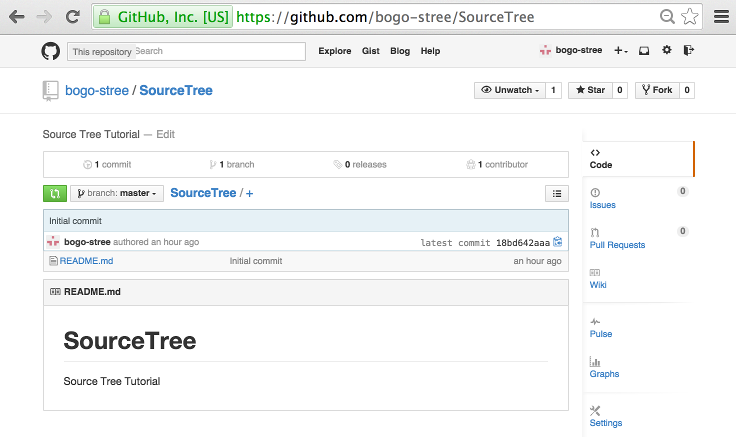 GitHub, Inc. [US] https://github.com/bogo-stree/SourceTree
This repository Search Explore Gist Blog Help bogo-stree +
bogo-stree / SourceTree Unwatch 1 Star 0 Fork 0
Source Tree Tutorial — Edit
1 commit 1 branch 0 releases 1 contributor
branch: master SourceTree / +
Initial commit
bogo-stree authored an hour ago latest commit 18bd642aaa
README.md Initial commit an hour ago
README.md
SourceTree
Source Tree Tutorial
Code
Issues 0
Pull Requests 0
Wiki
Pulse
Graphs
Settings